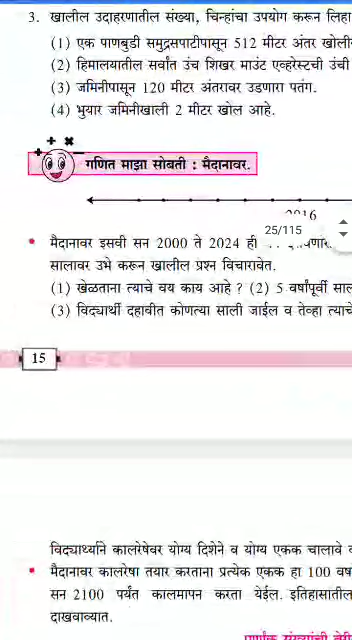 3. खालील उदाहरणातील संख्या, चिन्हांचा उपयोग करून लिहा
(1) एक पाणबुडी समुद्रसपाटीपासून 512 मीटर अंतर खोली
(2) हिमालयातील सर्वांत उंच शिखर माउंट एव्हरेस्टची उंची
(3) जमिनीपासून 120 मीटर अंतरावर उडणारा पतंग.
(4) भुयार जमिनीखाली 2 मीटर खोल आहे.
गणित माझा सोबती : मैदानावर.
2016
25/115
• मैदानावर इसवी सन 2000 ते 2024 ही
सालावर उभे करून खालील प्रश्न विचारावेत.
(1) खेळताना त्याचे वय काय आहे ? (2) 5 वर्षांपूर्वी साल
(3) विद्यार्थी दहावीत कोणत्या साली जाईल व तेव्हा त्याचे
15
विद्यार्थ्याने कालरेषेवर योग्य दिशेने व योग्य एकक चालावे
• मैदानावर कालरेषा तयार करताना प्रत्येक एकक हा 100 वर्ष
सन 2100 पर्यंत कालमापन करता येईल. इतिहासातील
दाखवाव्यात.